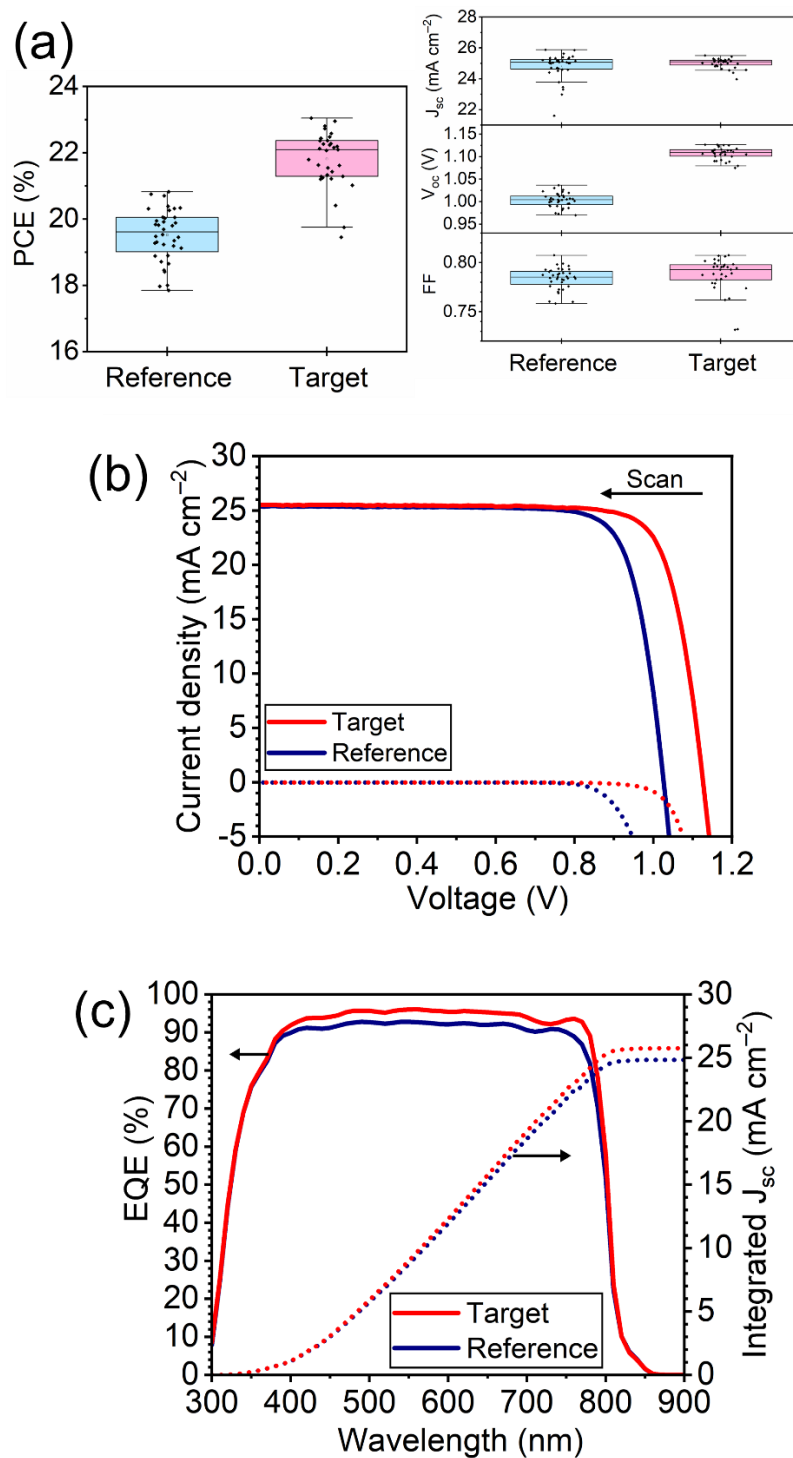 (a)
PCE (%)
24
22
20
18
16
Reference Target
J_sc (mA cm−2)
28
26
24
22
V_oc (V)
1.15
1.10
1.05
1.00
0.95
FF
0.80
0.75
Reference Target
(b)
Current density (mA cm−2)
30
25
20
15
10
5
0
-5
Scan
Target
Reference
0.0 0.2 0.4 0.6 0.8 1.0 1.2
Voltage (V)
(c)
EQE (%)
100
90
80
70
60
50
40
30
20
10
0
Target
Reference
30
25
20
15
10
5
0
Integrated J_sc (mA cm−2)
300 400 500 600 700 800 900
Wavelength (nm)